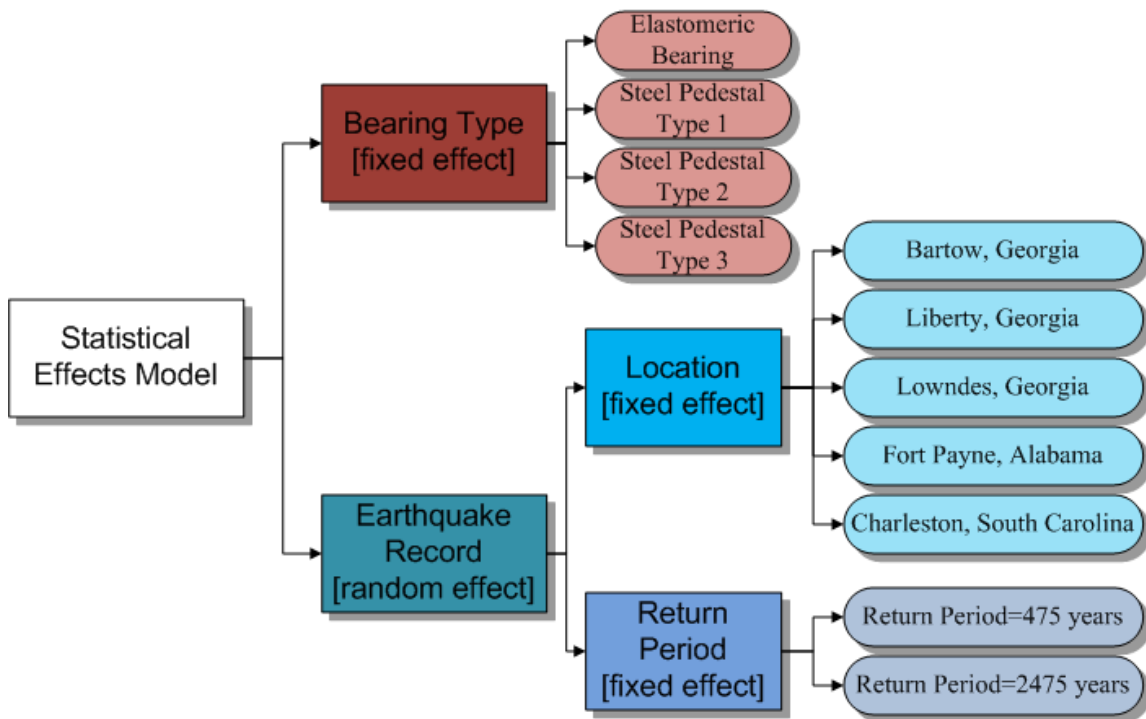 Statistical
Effects Model
Bearing Type
[fixed effect]
Elastomeric
Bearing
Steel Pedestal
Type 1
Steel Pedestal
Type 2
Steel Pedestal
Type 3
Earthquake
Record
[random effect]
Location
[fixed effect]
Bartow, Georgia
Liberty, Georgia
Lowndes, Georgia
Fort Payne, Alabama
Charleston, South Carolina
Return
Period
[fixed effect]
Return Period=475 years
Return Period=2475 years